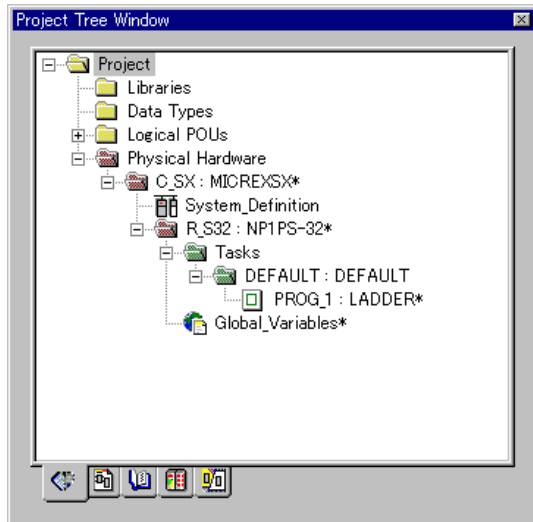 Project Tree Window
Project
Libraries
Data Types
Logical POUs
Physical Hardware
C_SX : MICREXSX*
System_Definition
R_S32 : NP1PS-32*
Tasks
DEFAULT : DEFAULT
PROG_1 : LADDER*
Global_Variables*